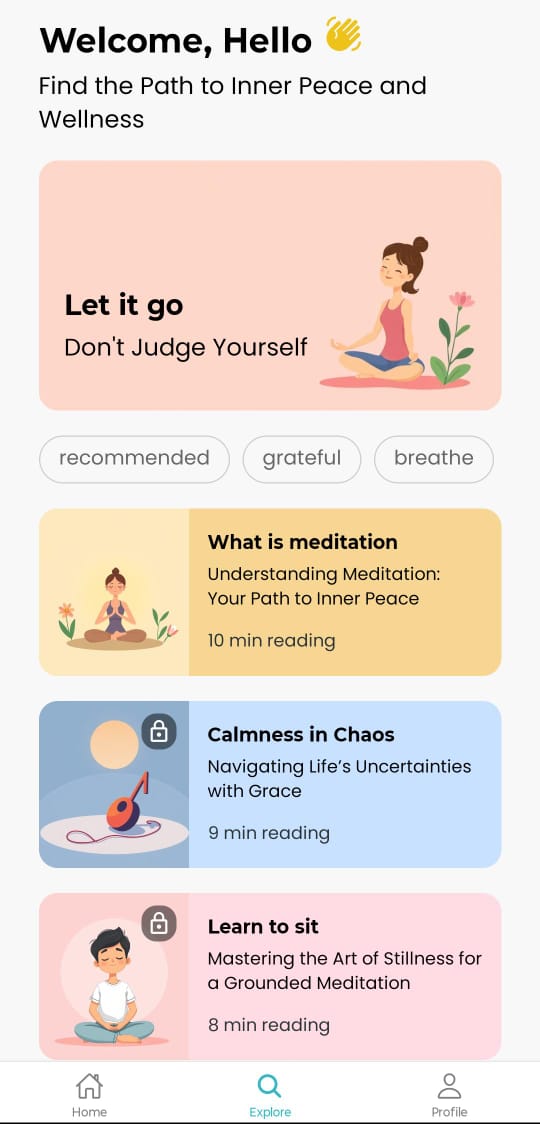 Welcome, Hello 👋
Find the Path to Inner Peace and
Wellness
Let it go
Don't Judge Yourself
recommended
grateful
breathe
What is meditation
Understanding Meditation:
Your Path to Inner Peace
10 min reading
Calmness in Chaos
Navigating Life’s Uncertainties
with Grace
9 min reading
Learn to sit
Mastering the Art of Stillness for
a Grounded Meditation
8 min reading
Home
Explore
Profile